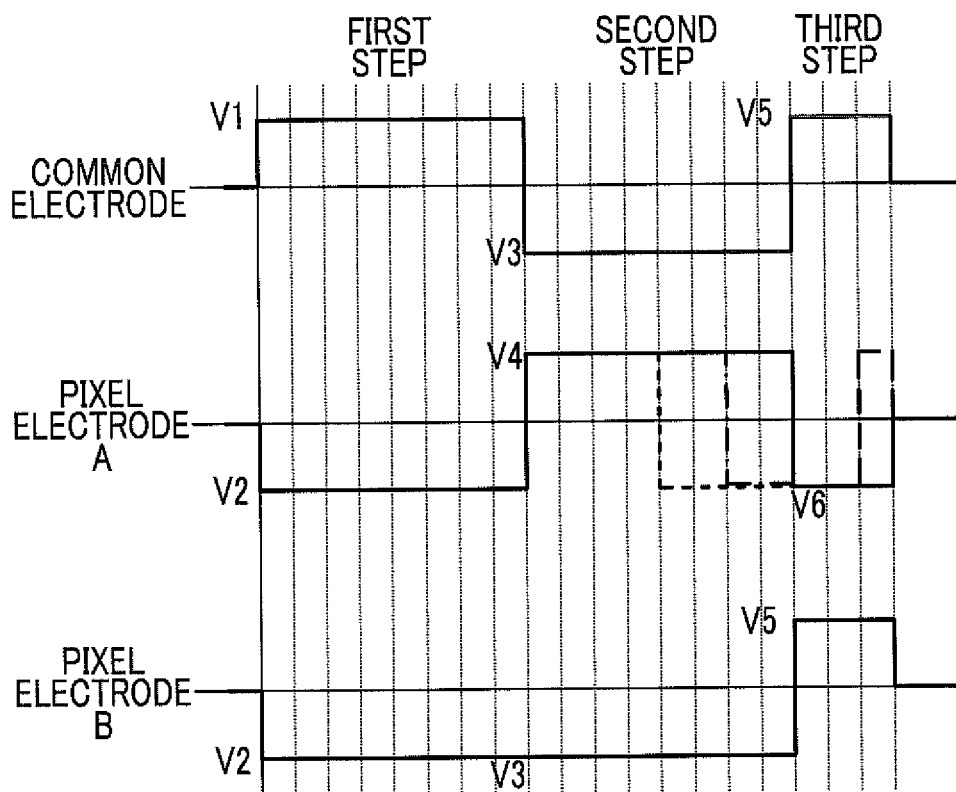 FIRST
STEP
SECOND
STEP
THIRD
STEP
V1
V5
COMMON
ELECTRODE
V3
V4
PIXEL
ELECTRODE
A
V2
V6
V5
PIXEL
ELECTRODE
B
V2
V3